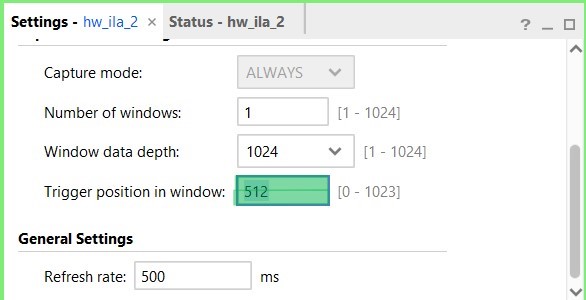 Settings - hw_ila_2 × Status - hw_ila_2 ? _ □
Capture mode: ALWAYS
Number of windows: 1 [1 - 1024]
Window data depth: 1024 [1 - 1024]
Trigger position in window: 512 [0 - 1023]
General Settings
Refresh rate: 500 ms